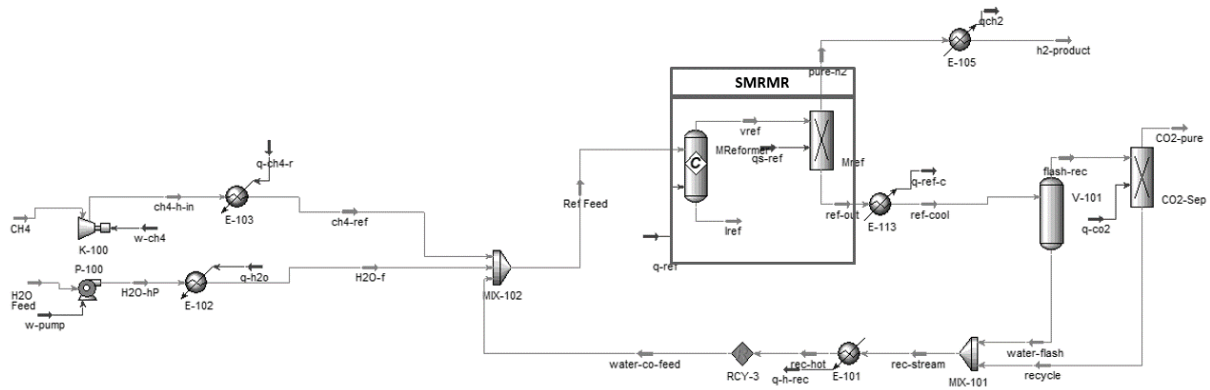 qch2
E-105
h2-product
pure-h2
SMRMR
vref
MReformer
C
qs-ref
Mref
lref
q-ref
ref-out
q-ref-c
E-113
ref-cool
flash-rec
V-101
CO2-pure
CO2-Sep
q-co2
q-ch4-r
ch4-h-in
E-103
ch4-ref
CH4
K-100
w-ch4
P-100
H2O
Feed
w-pump
H2O-hP
q-h2o
E-102
H2O-f
MIX-102
Ref Feed
water-flash
recycle
MIX-101
rec-stream
E-101
q-h-rec
rec-hot
RCY-3
water-co-feed